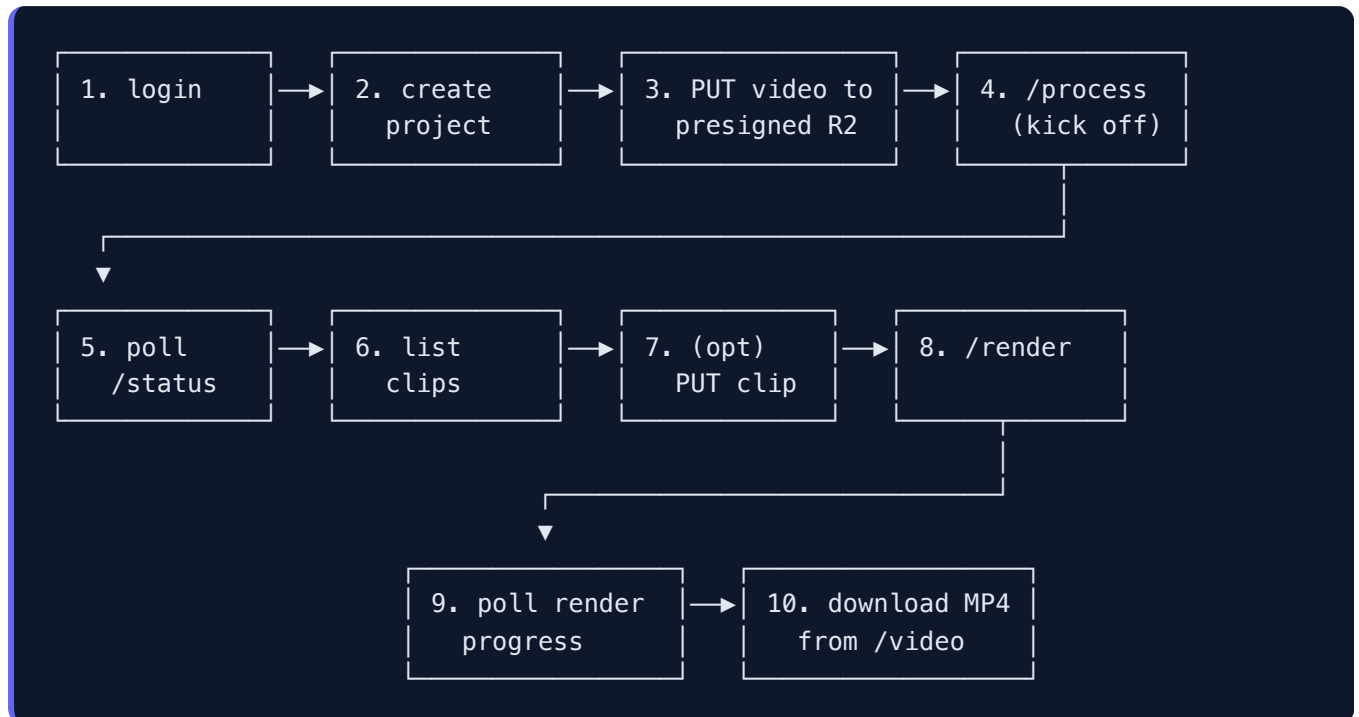 1. login
2. create
project
3. PUT video to
presigned R2
4. /process
(kick off)
5. poll
/status
6. list
clips
7. (opt)
PUT clip
8. /render
9. poll render
progress
10. download MP4
from /video